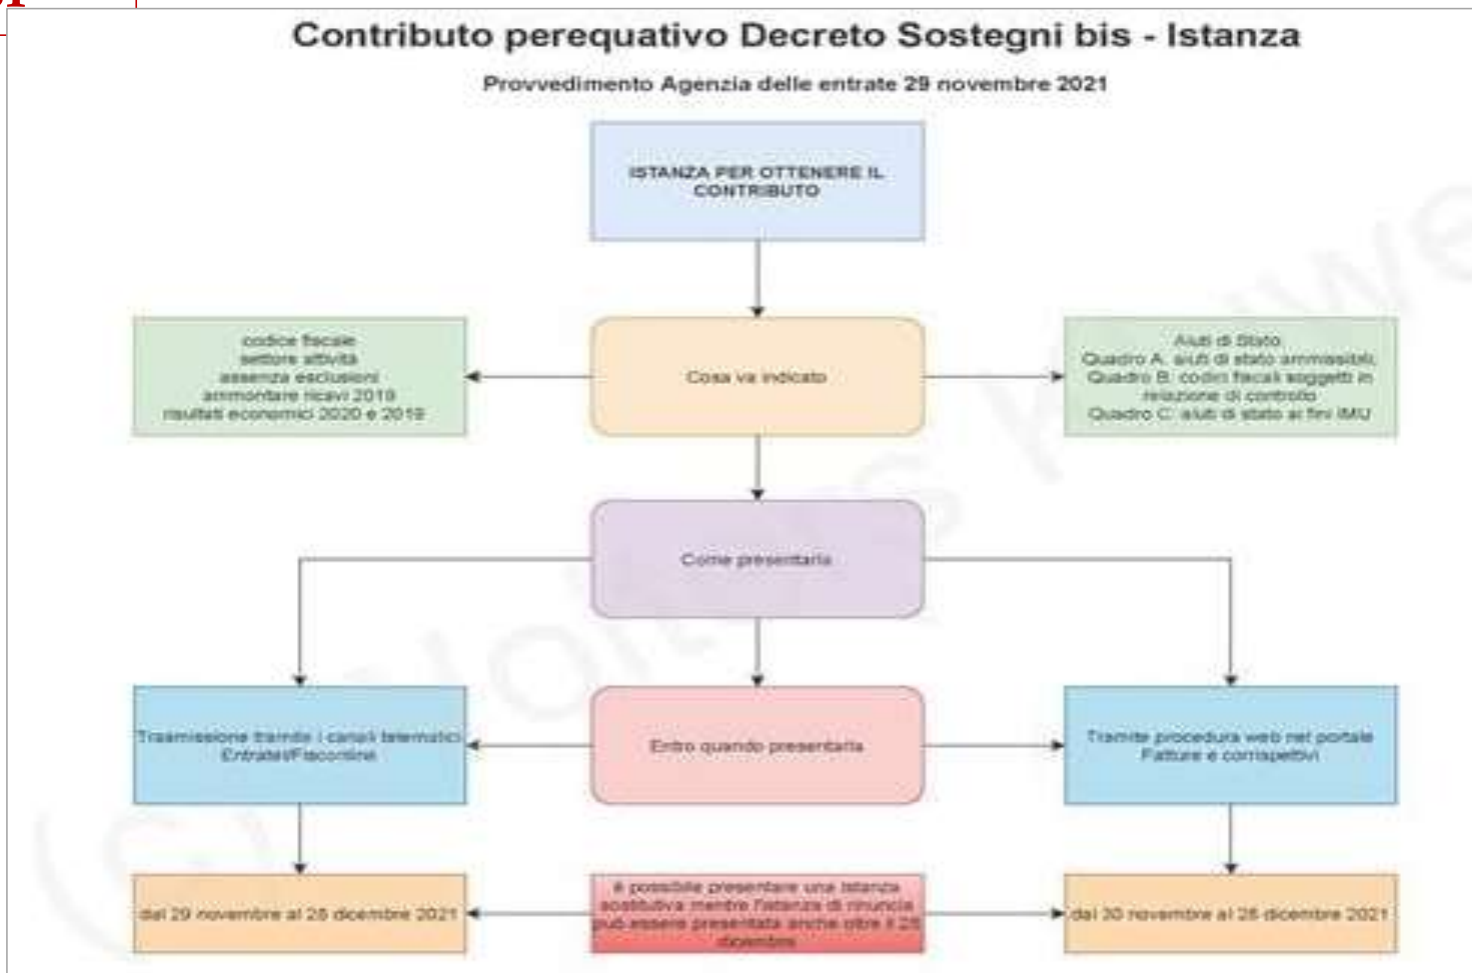 Contributo perequativo Decreto Sostegni bis - Istanza
Provvedimento Agenzia delle entrate 29 novembre 2021
ISTANZA PER OTTENERE IL
CONTRIBUTO
codice fiscale
settore attività
assenza esclusioni
ammontare ricavi 2019
risultati economici 2020 e 2019
Cosa va indicato
Aiuti di Stato
Quadro A: aiuti di stato ammissibili,
Quadro B: codici fiscali soggetti in
relazione di controllo
Quadro C: aiuti di stato ai fini IMU
Come presentarla
Trasmissione tramite i canali telematici
Entratel/Fisconline
Entro quando presentarla
Tramite procedura web nel portale
Fatture e corrispettivi
dal 29 novembre al 28 dicembre 2021
è possibile presentare una istanza
sostitutiva mentre l'istanza di rinuncia
può essere presentata anche oltre il 28
dicembre
dal 30 novembre al 28 dicembre 2021
(c) Wolters Kluwe